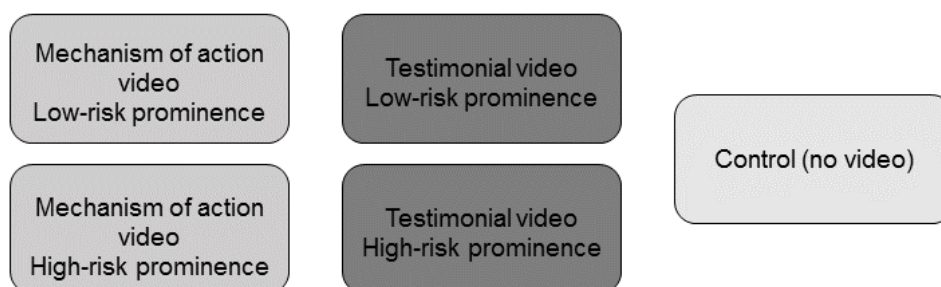 Mechanism of action
video
Low-risk prominence
Testimonial video
Low-risk prominence
Control (no video)
Mechanism of action
video
High-risk prominence
Testimonial video
High-risk prominence